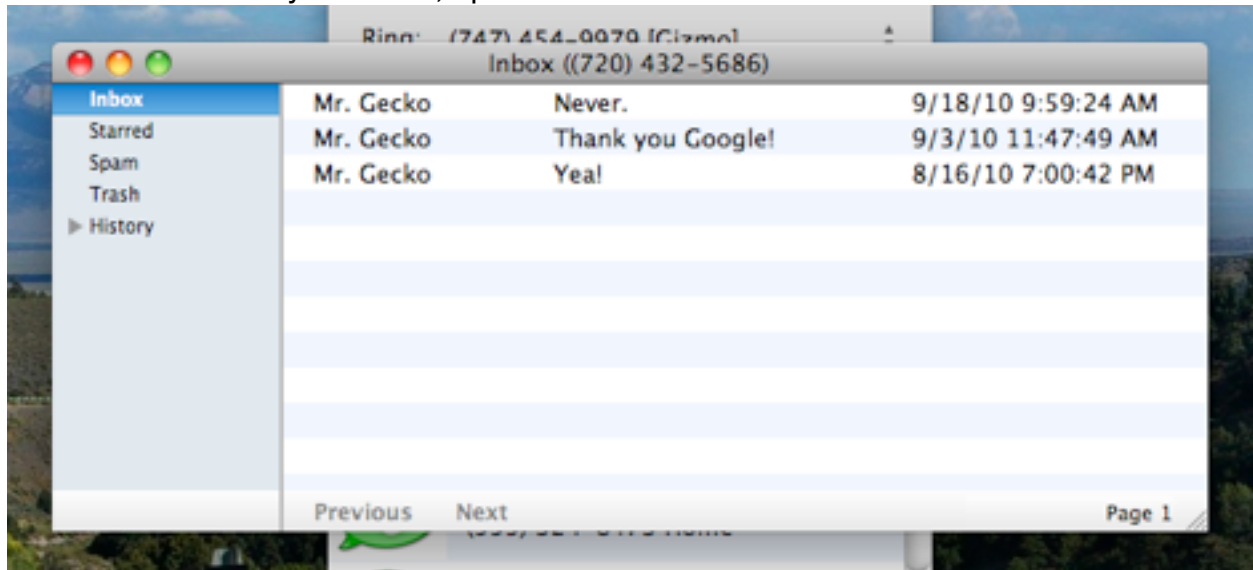 Ring: (747) 454-9979 [Gizmo]
Inbox ((720) 432-5686)
Inbox
Starred
Spam
Trash
History
Mr. Gecko Never. 9/18/10 9:59:24 AM
Mr. Gecko Thank you Google! 9/3/10 11:47:49 AM
Mr. Gecko Yea! 8/16/10 7:00:42 PM
Previous Next Page 1